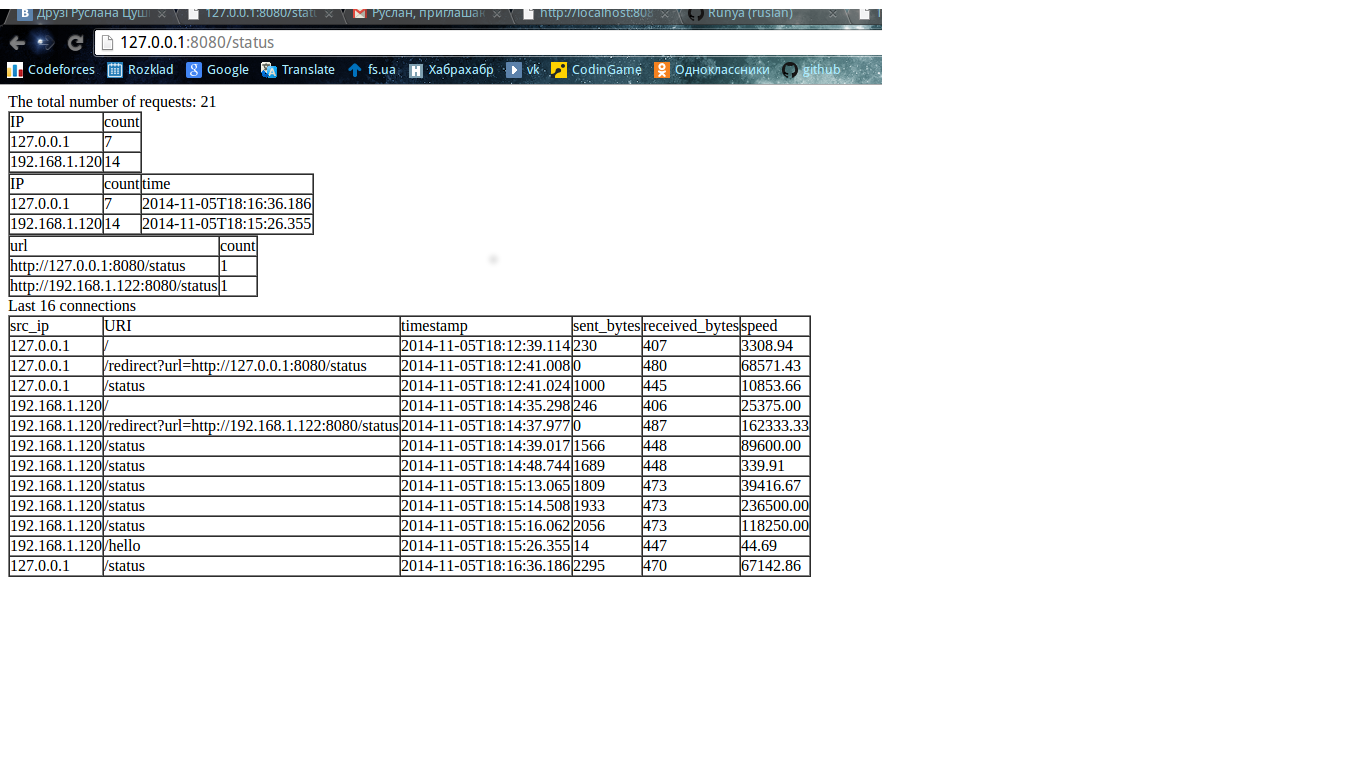 Друзі Руслана Цуш
127.0.0.1:8080/stat
Руслан, приглаша
http://localhost:808
Runya (ruslan)
127.0.0.1:8080/status
Codeforces Rozklad Google Translate fs.ua Хабрахабр vk CodinGame Одноклассники github
The total number of requests: 21
IP count
127.0.0.1 7
192.168.1.120 14
IP count time
127.0.0.1 7 2014-11-05T18:16:36.186
192.168.1.120 14 2014-11-05T18:15:26.355
url count
http://127.0.0.1:8080/status 1
http://192.168.1.122:8080/status 1
Last 16 connections
src_ip URI timestamp sent_bytes received_bytes speed
127.0.0.1 / 2014-11-05T18:12:39.114 230 407 3308.94
127.0.0.1 /redirect?url=http://127.0.0.1:8080/status 2014-11-05T18:12:41.008 0 480 68571.43
127.0.0.1 /status 2014-11-05T18:12:41.024 1000 445 10853.66
192.168.1.120 / 2014-11-05T18:14:35.298 246 406 25375.00
192.168.1.120 /redirect?url=http://192.168.1.122:8080/status 2014-11-05T18:14:37.977 0 487 162333.33
192.168.1.120 /status 2014-11-05T18:14:39.017 1566 448 89600.00
192.168.1.120 /status 2014-11-05T18:14:48.744 1689 448 339.91
192.168.1.120 /status 2014-11-05T18:15:13.065 1809 473 39416.67
192.168.1.120 /status 2014-11-05T18:15:14.508 1933 473 236500.00
192.168.1.120 /status 2014-11-05T18:15:16.062 2056 473 118250.00
192.168.1.120 /hello 2014-11-05T18:15:26.355 14 447 44.69
127.0.0.1 /status 2014-11-05T18:16:36.186 2295 470 67142.86